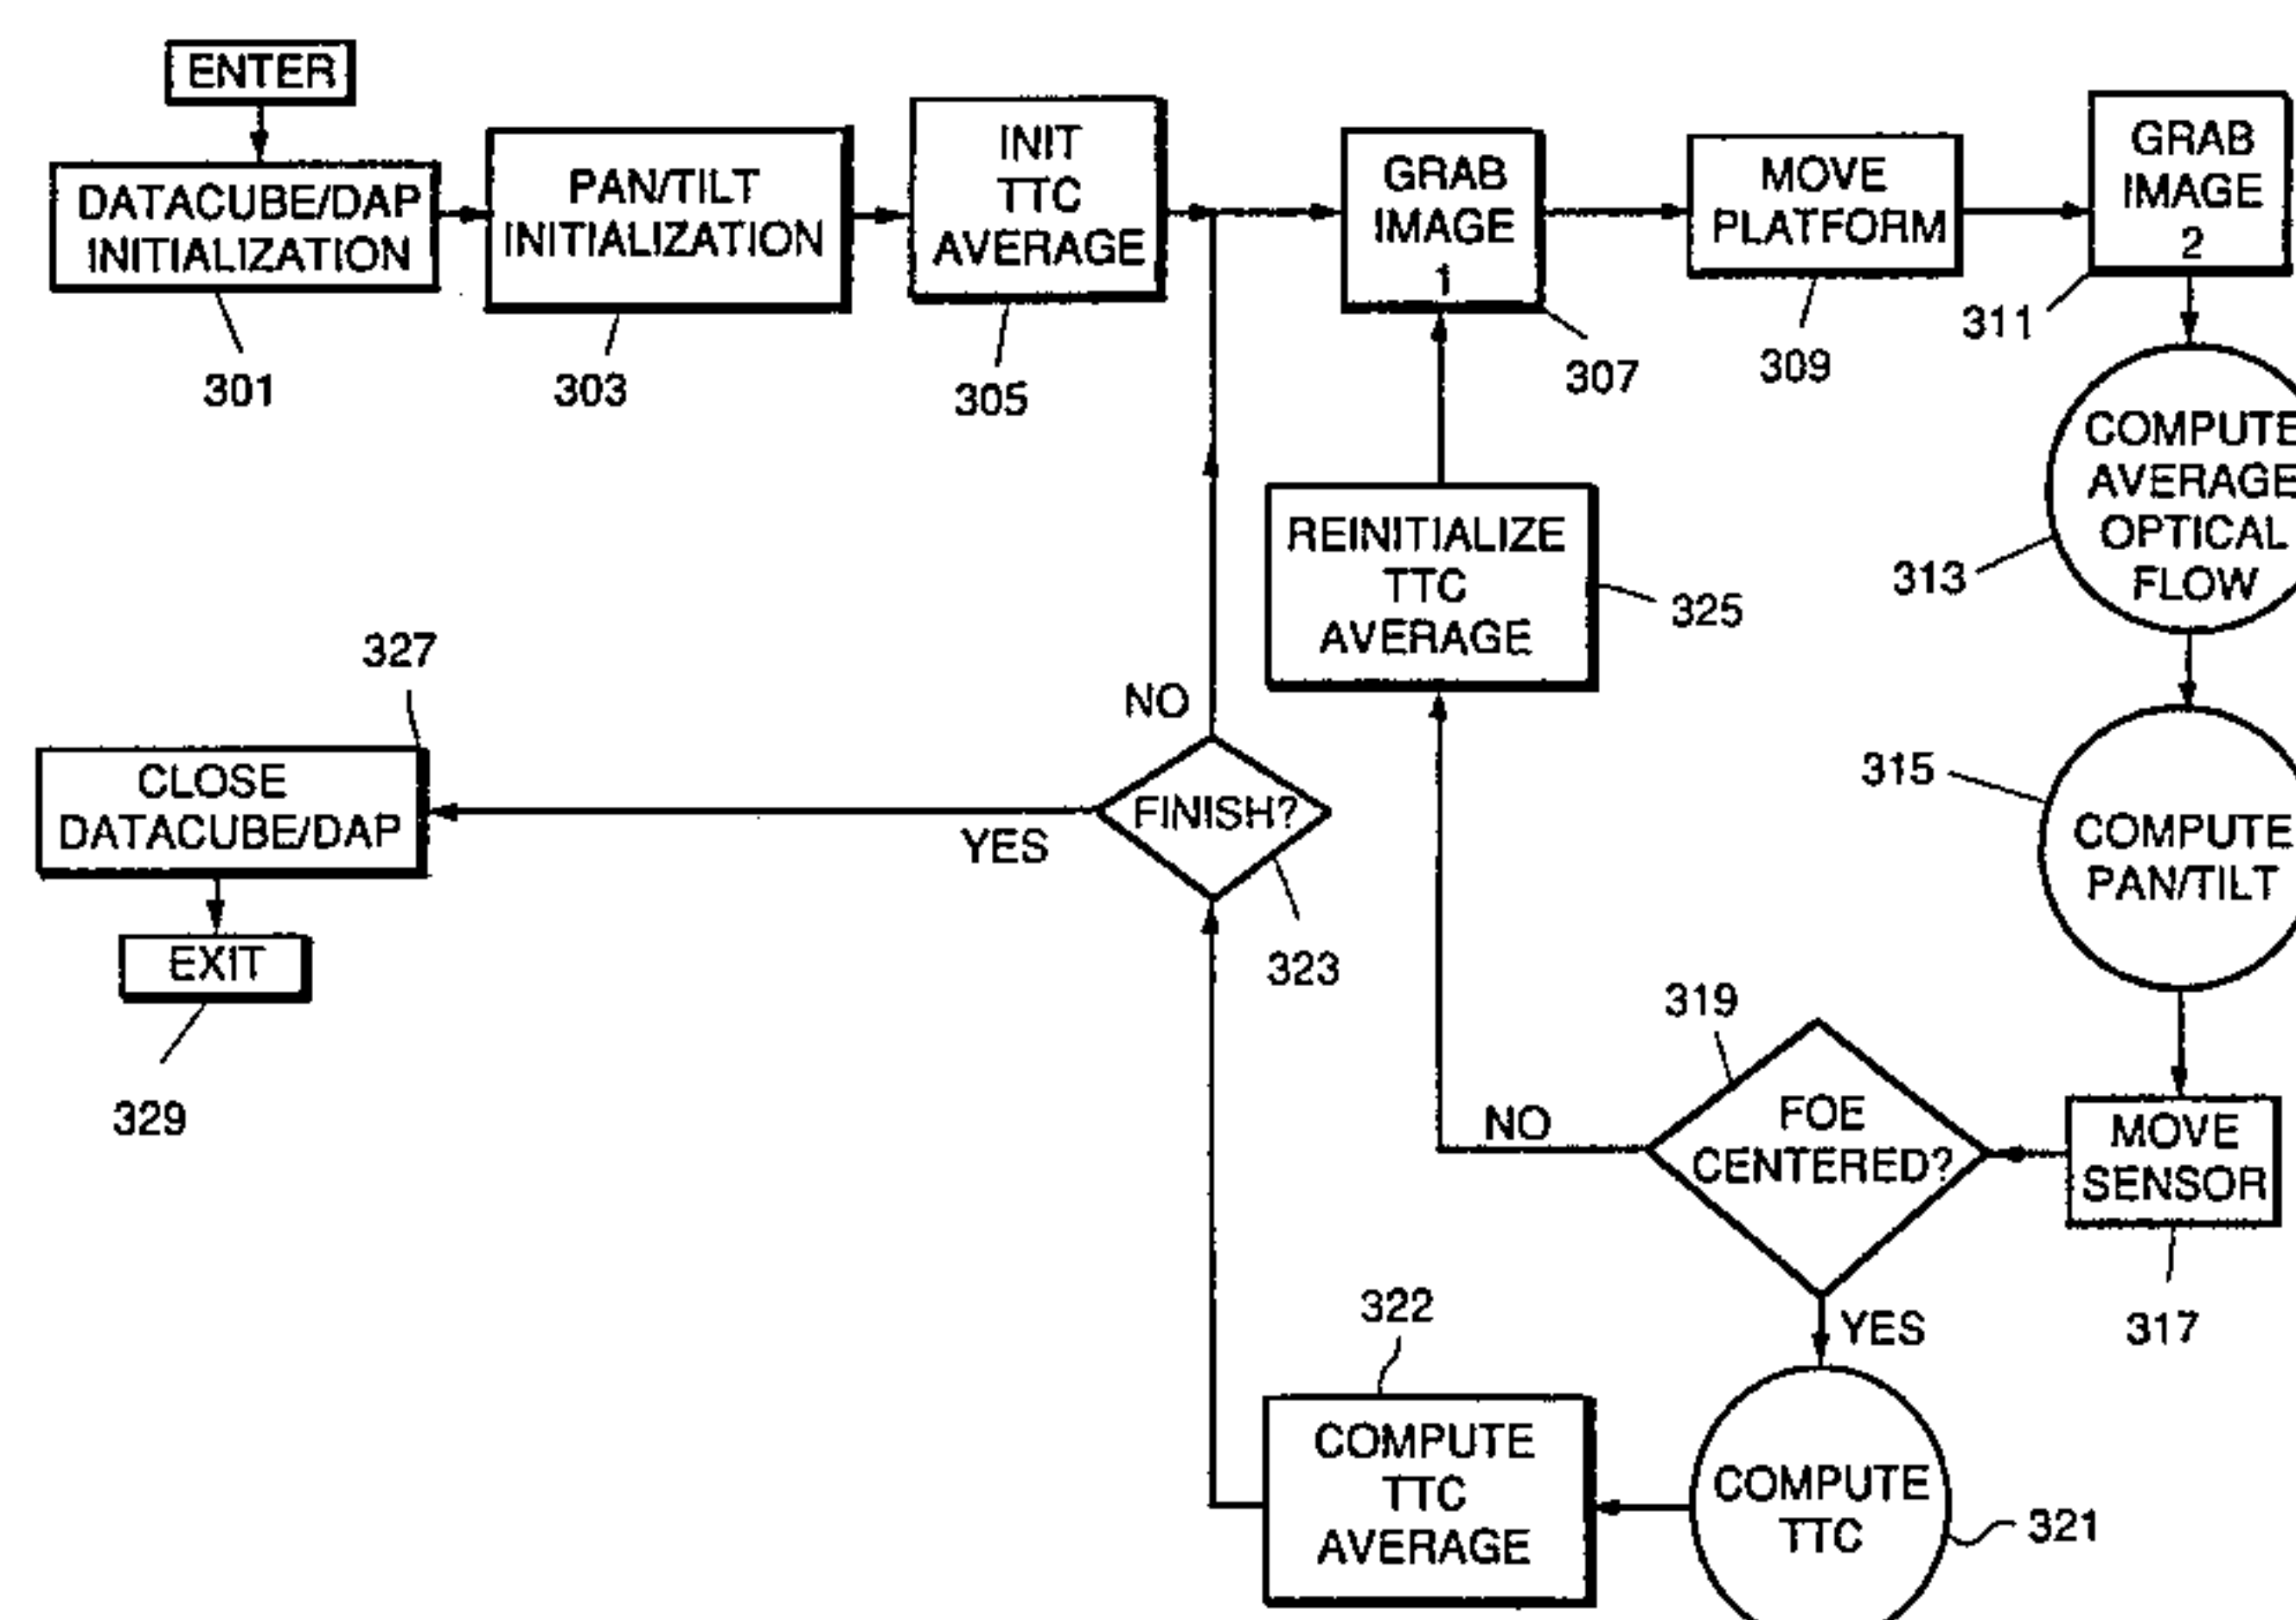 ENTER
DATACUBE/DAP
INITIALIZATION
301
PAN/TILT
INITIALIZATION
303
INIT
TTC
AVERAGE
305
GRAB
IMAGE
1
307
MOVE
PLATFORM
309
GRAB
IMAGE
2
311
COMPUTE
AVERAGE
OPTICAL
FLOW
313
315
COMPUTE
PAN/TILT
MOVE
SENSOR
317
319
FOE
CENTERED?
NO
YES
REINITIALIZE
TTC
AVERAGE
325
COMPUTE
TTC
321
322
COMPUTE
TTC
AVERAGE
FINISH?
323
NO
YES
327
CLOSE
DATACUBE/DAP
EXIT
329